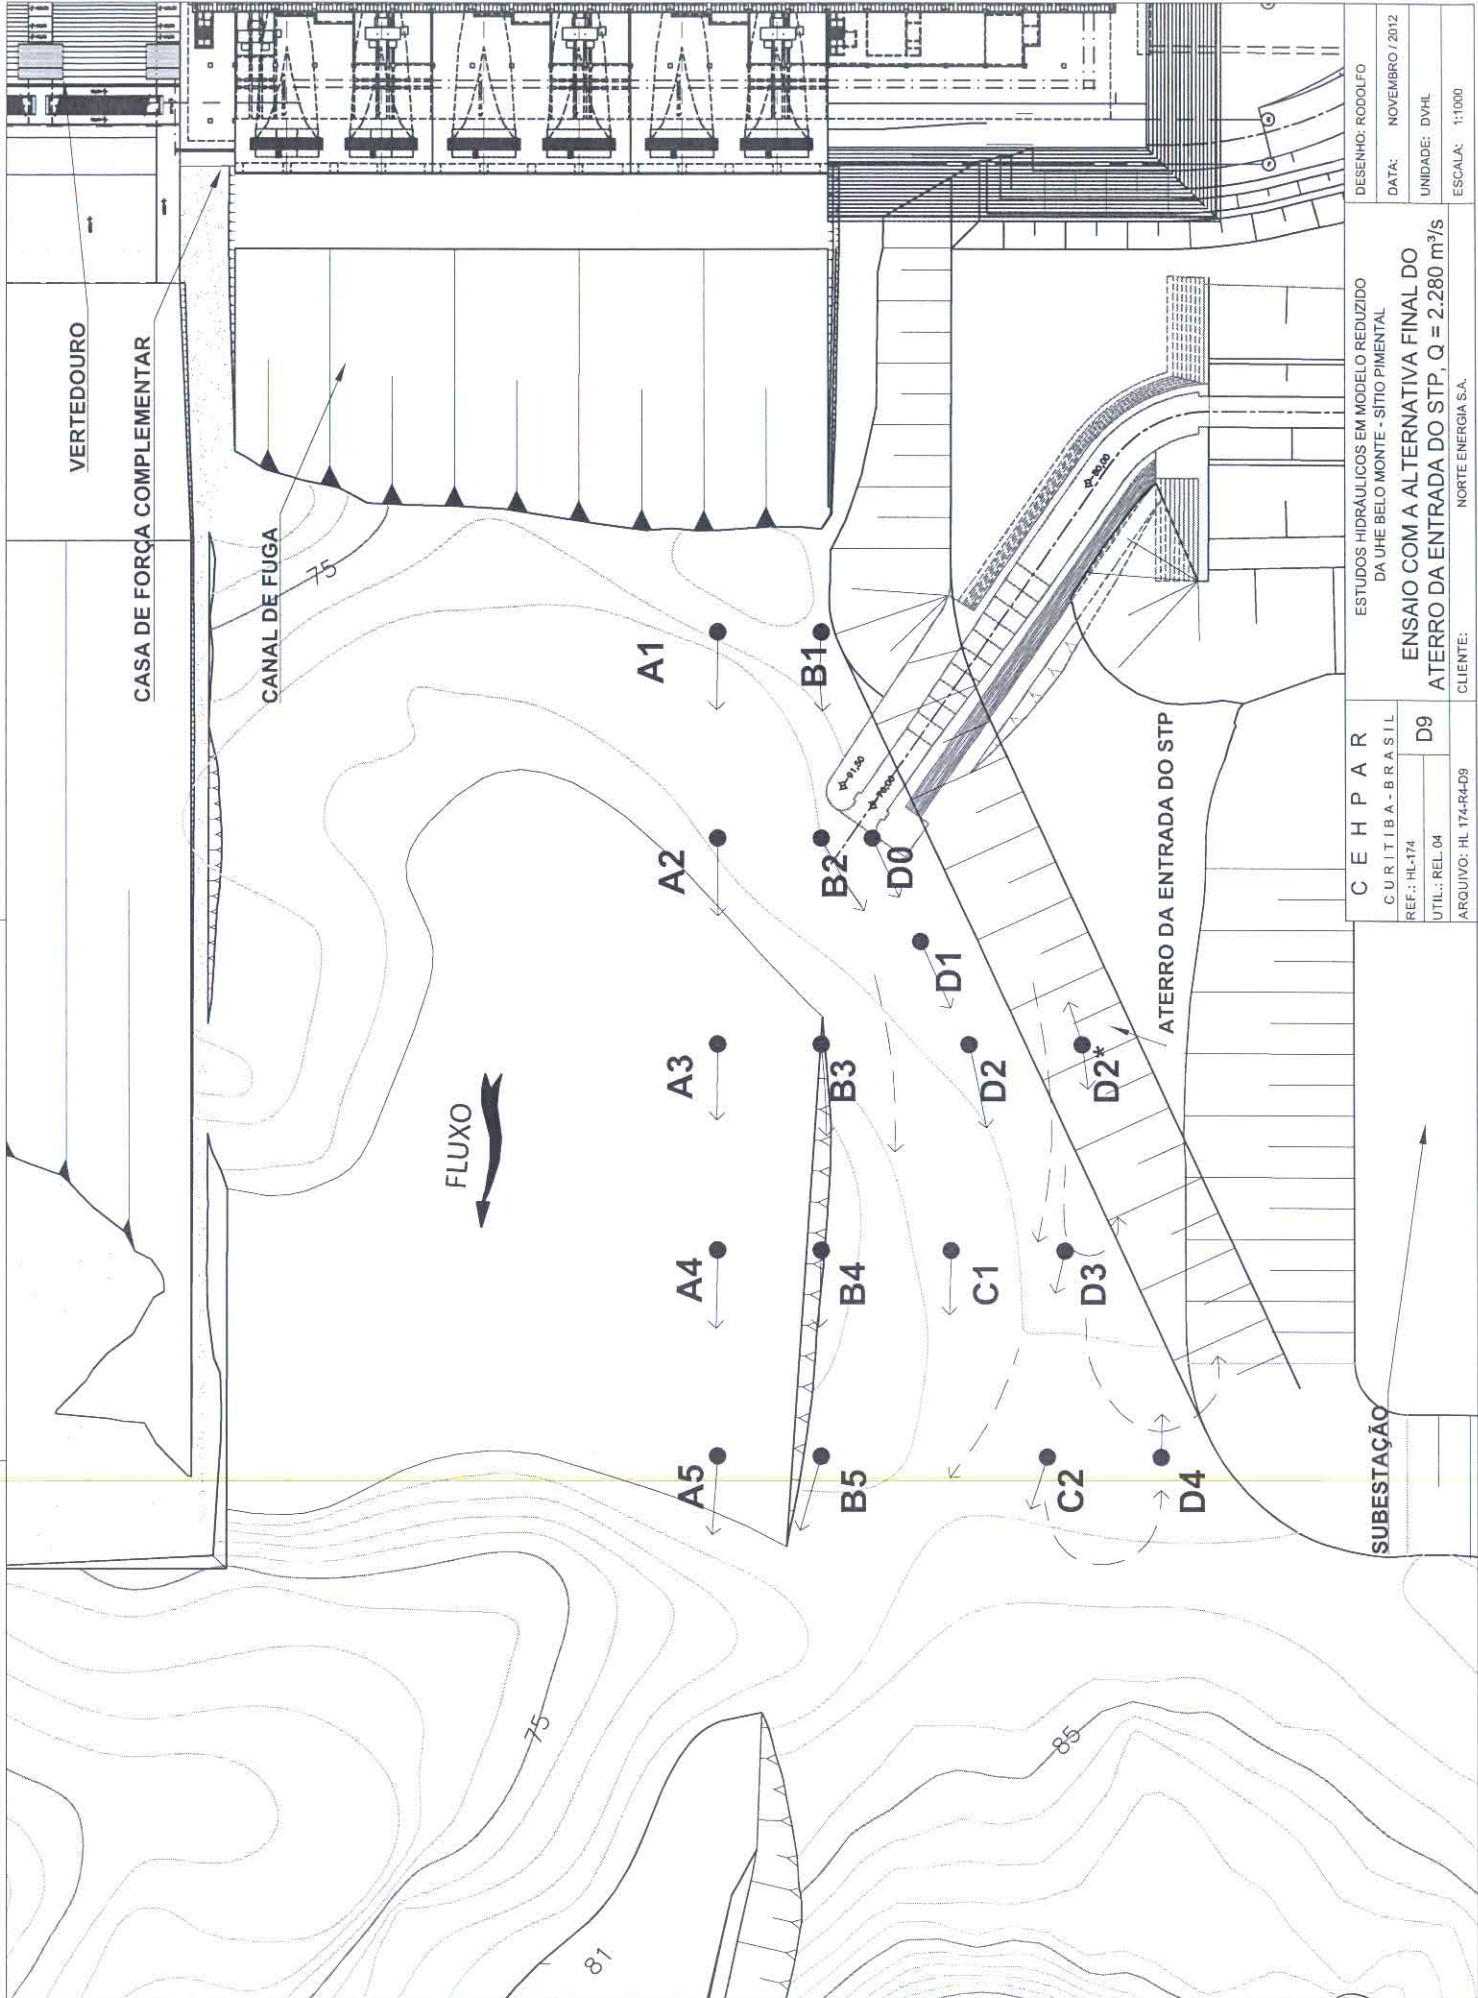 VERTEDOURO
CASA DE FORÇA COMPLEMENTAR
CANAL DE FUGA
75
FLUXO
A1
A2
A3
A4
A5
B1
B2
B3
B4
B5
C1
C2
D0
D1
D2
D2*
D3
D4
91,50
80,00
ATERRO DA ENTRADA DO STP
SUBESTAÇÃO
75
81
85
C E H P A R
CURITIBA - BRASIL
REF.: HL-174
UTIL.: REL. 04
D9
ARQUIVO: HL 174-R4-D9
ESTUDOS HIDRÁULICOS EM MODELO REDUZIDO
DA UHE BELO MONTE - SÍTIO PIMENTAL
ENSAIO COM A ALTERNATIVA FINAL DO
ATERRO DA ENTRADA DO STP, Q = 2.280 m³/s
CLIENTE: NORTE ENERGIA S.A.
DESENHO: RODOLFO
DATA: NOVEMBRO / 2012
UNIDADE: DVHL
ESCALA: 1:1000